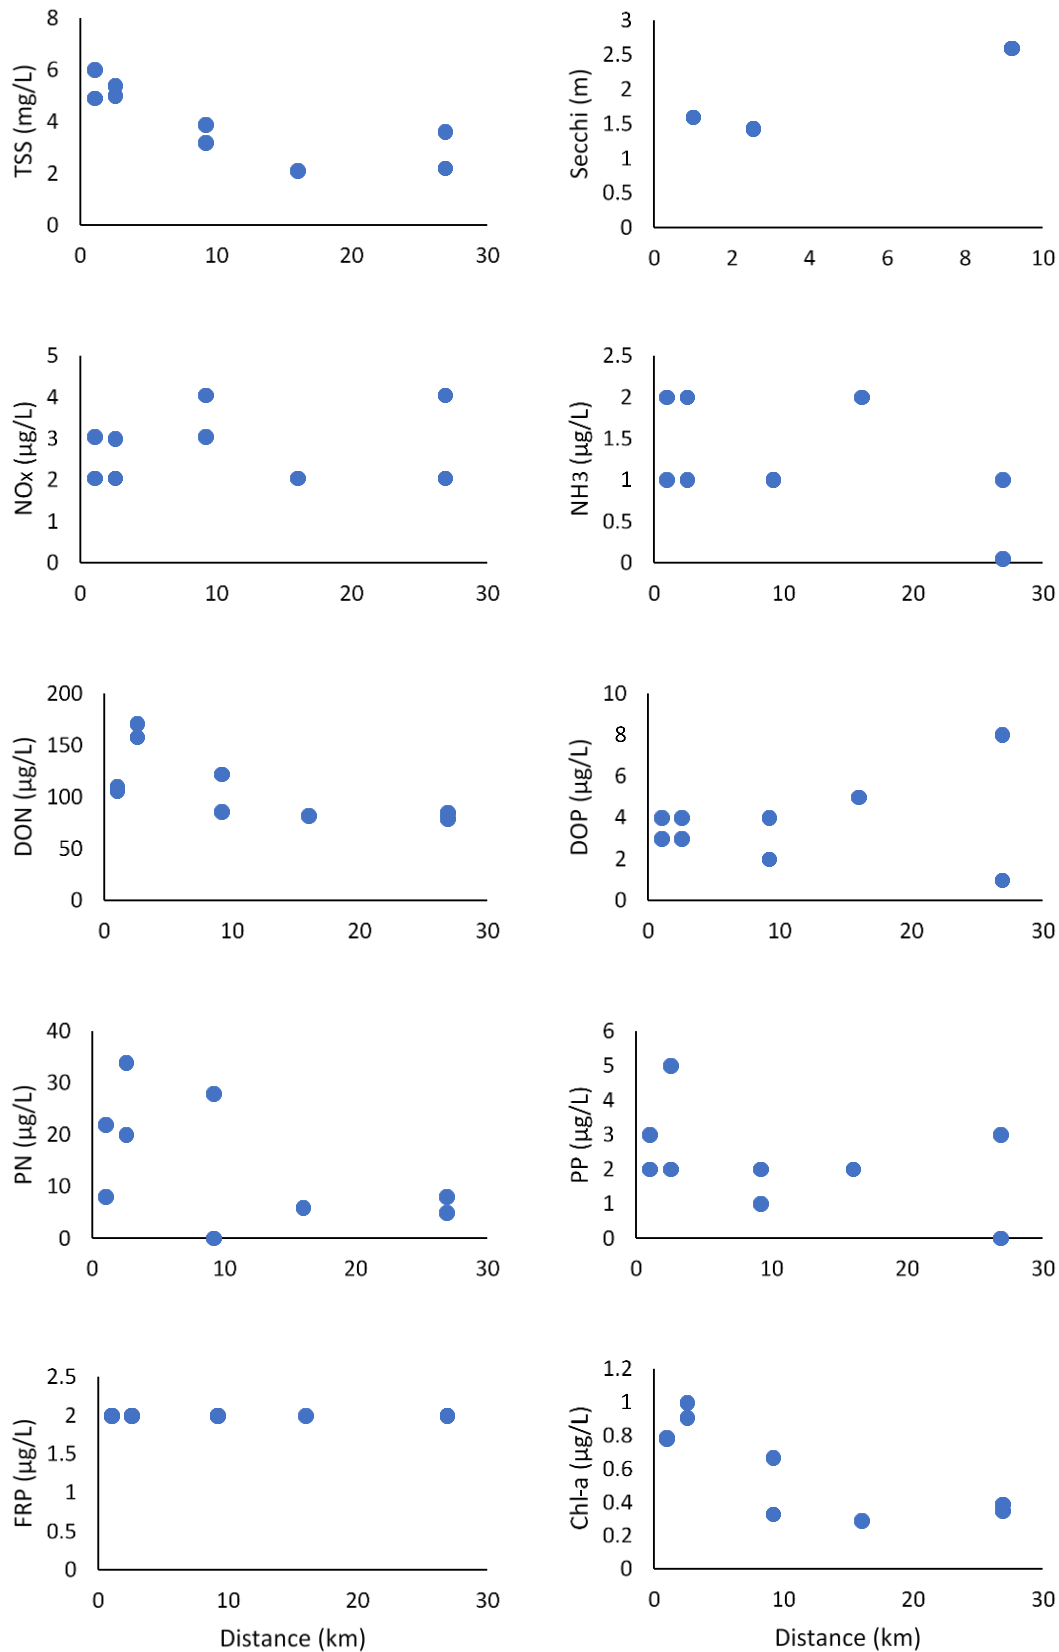 TSS (mg/L)
8
6
4
2
0
0 10 20 30
Secchi (m)
3
2.5
2
1.5
1
0.5
0
0 2 4 6 8 10
NOx (µg/L)
5
4
3
2
1
0
0 10 20 30
NH3 (µg/L)
2.5
2
1.5
1
0.5
0
0 10 20 30
DON (µg/L)
200
150
100
50
0
0 10 20 30
DOP (µg/L)
10
8
6
4
2
0
0 10 20 30
PN (µg/L)
40
30
20
10
0
0 10 20 30
PP (µg/L)
6
5
4
3
2
1
0
0 10 20 30
FRP (µg/L)
2.5
2
1.5
1
0.5
0
0 10 20 30
Distance (km)
Chl-a (µg/L)
1.2
1
0.8
0.6
0.4
0.2
0
0 10 20 30
Distance (km)